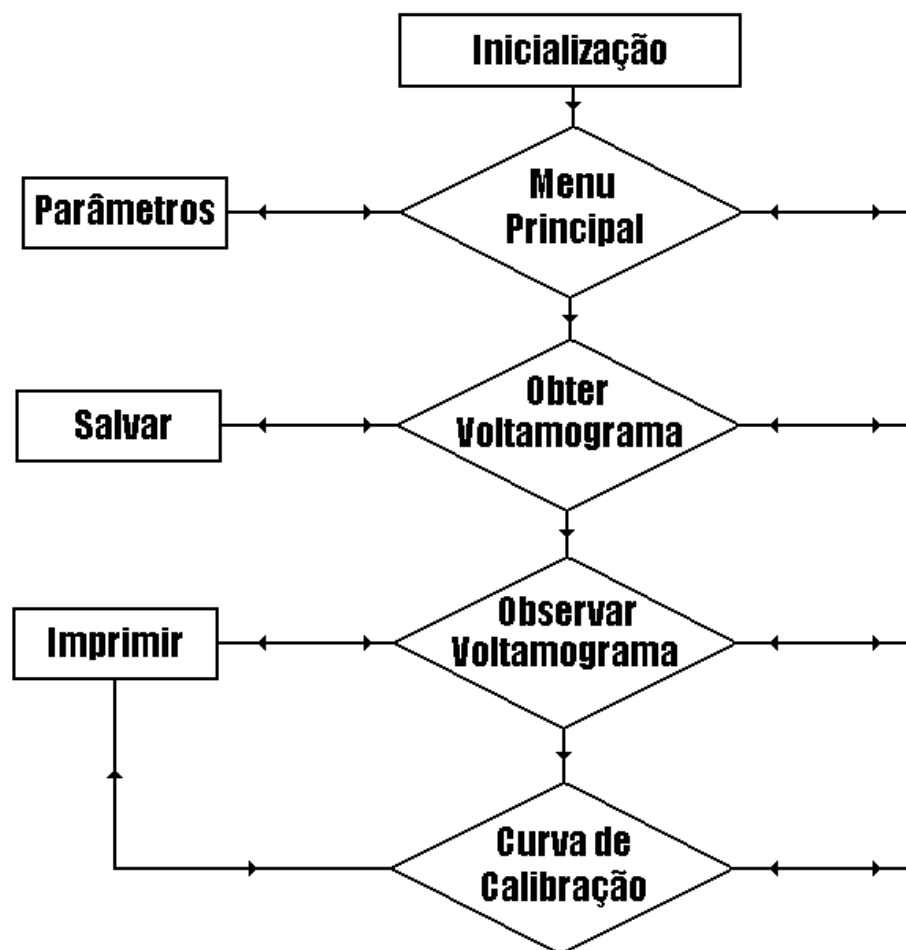 Inicialização
Menu
Principal
Parâmetros
Obter
Voltamograma
Salvar
Observar
Voltamograma
Imprimir
Curva de
Calibração